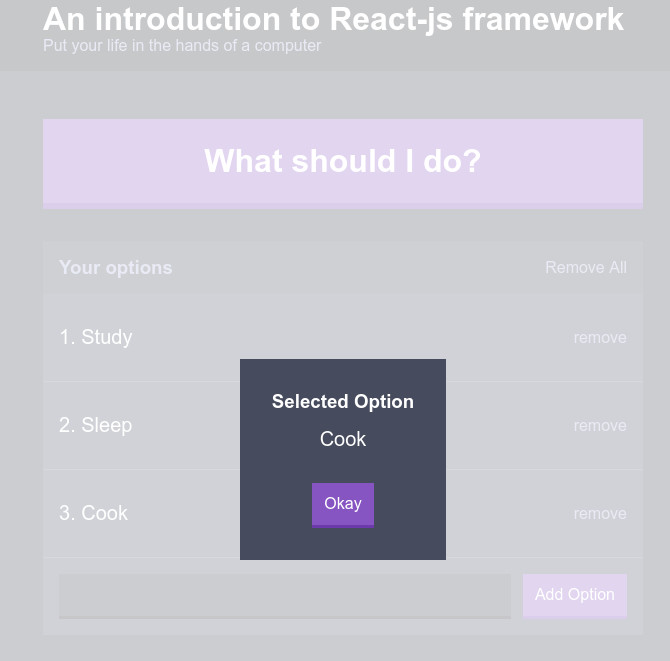 An introduction to React-js framework
Put your life in the hands of a computer
What should I do?
Your options
Remove All
1. Study
remove
Selected Option
2. Sleep
remove
Cook
Okay
3. Cook
remove
Add Option